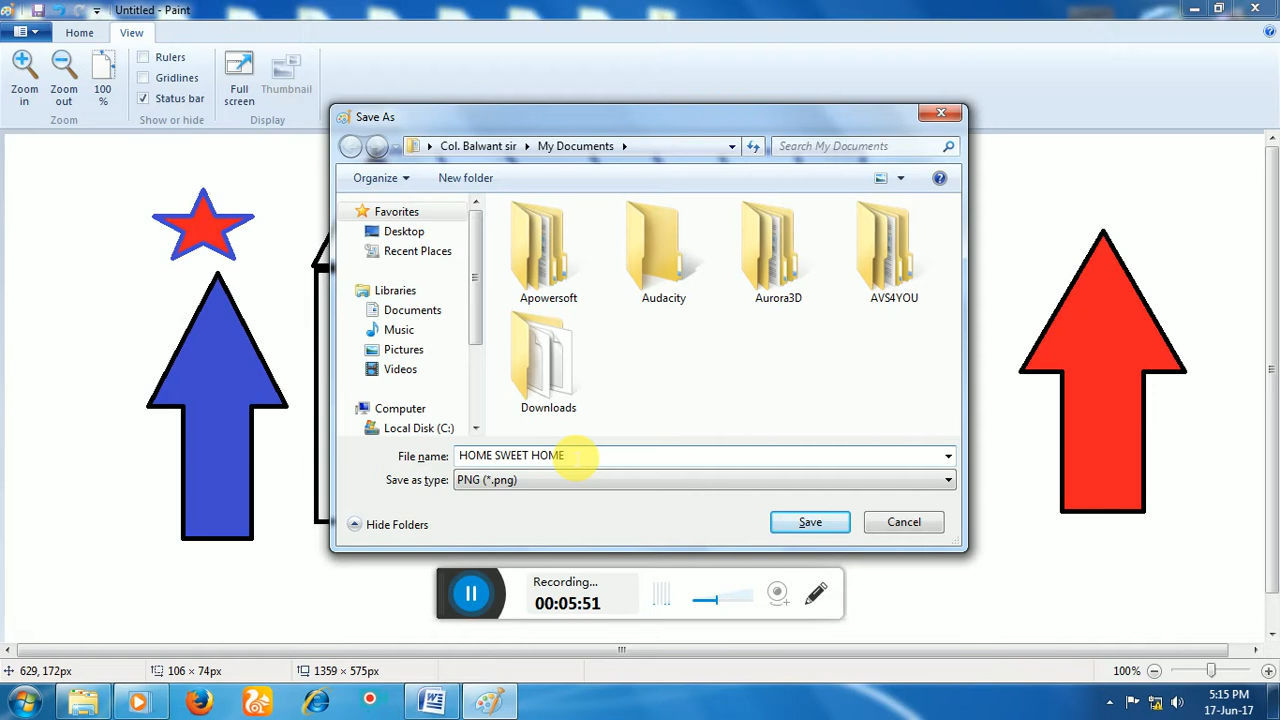 Untitled - Paint
Home View
Zoom in
Zoom out
100 %
Rulers
Gridlines
Status bar
Full screen
Thumbnail
Zoom
Show or hide
Display
Save As
Col. Balwant sir
My Documents
Search My Documents
Organize
New folder
Favorites
Desktop
Recent Places
Libraries
Documents
Music
Pictures
Videos
Computer
Local Disk (C:)
Apowersoft
Audacity
Aurora3D
AVS4YOU
Downloads
File name: HOME SWEET HOME
Save as type: PNG (*.png)
Hide Folders
Save
Cancel
Recording...
00:05:51
629, 172px
106 × 74px
1359 × 575px
100%
5:15 PM
17-Jun-17